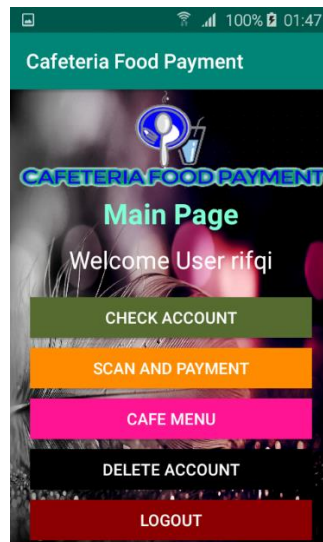 100% 01:47
Cafeteria Food Payment
CAFETERIA FOOD PAYMENT
Main Page
Welcome User rifqi
CHECK ACCOUNT
SCAN AND PAYMENT
CAFE MENU
DELETE ACCOUNT
LOGOUT